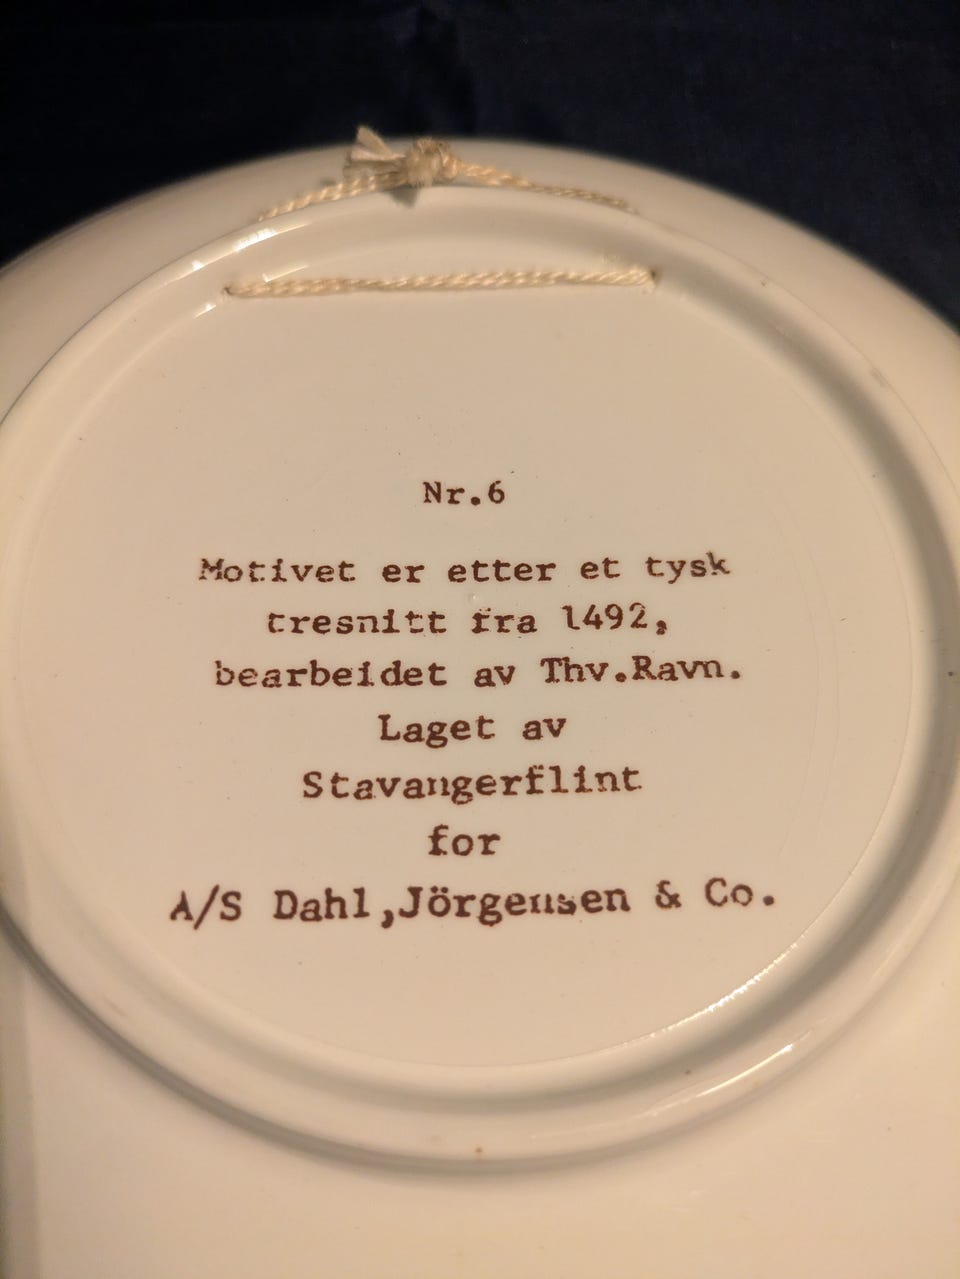 Nr.6
Motivet er etter et tysk
tresnitt fra 1492,
bearbeidet av Thv.Ravn.
Laget av
Stavangerflint
for
A/S Dahl,Jörgensen & Co.